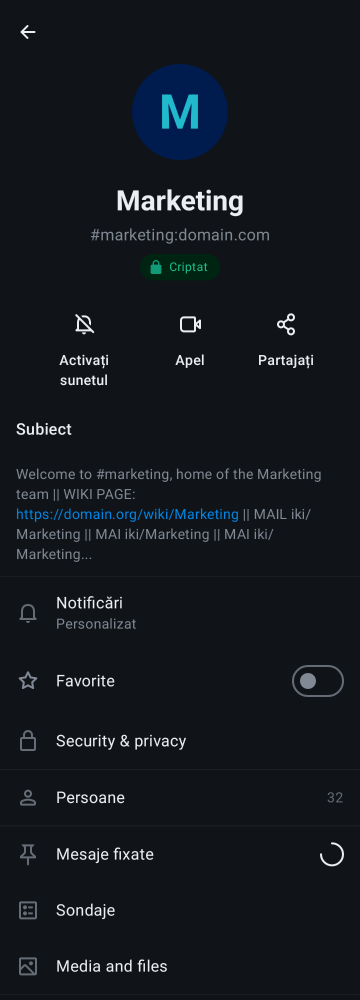 M
Marketing
#marketing:domain.com
Criptat
Activați
sunetul
Apel
Partajați
Subiect
Welcome to #marketing, home of the Marketing
team || WIKI PAGE:
https://domain.org/wiki/Marketing || MAIL iki/
Marketing || MAI iki/Marketing || MAI iki/
Marketing...
Notificări
Personalizat
Favorite
Security & privacy
Persoane
32
Mesaje fixate
Sondaje
Media and files